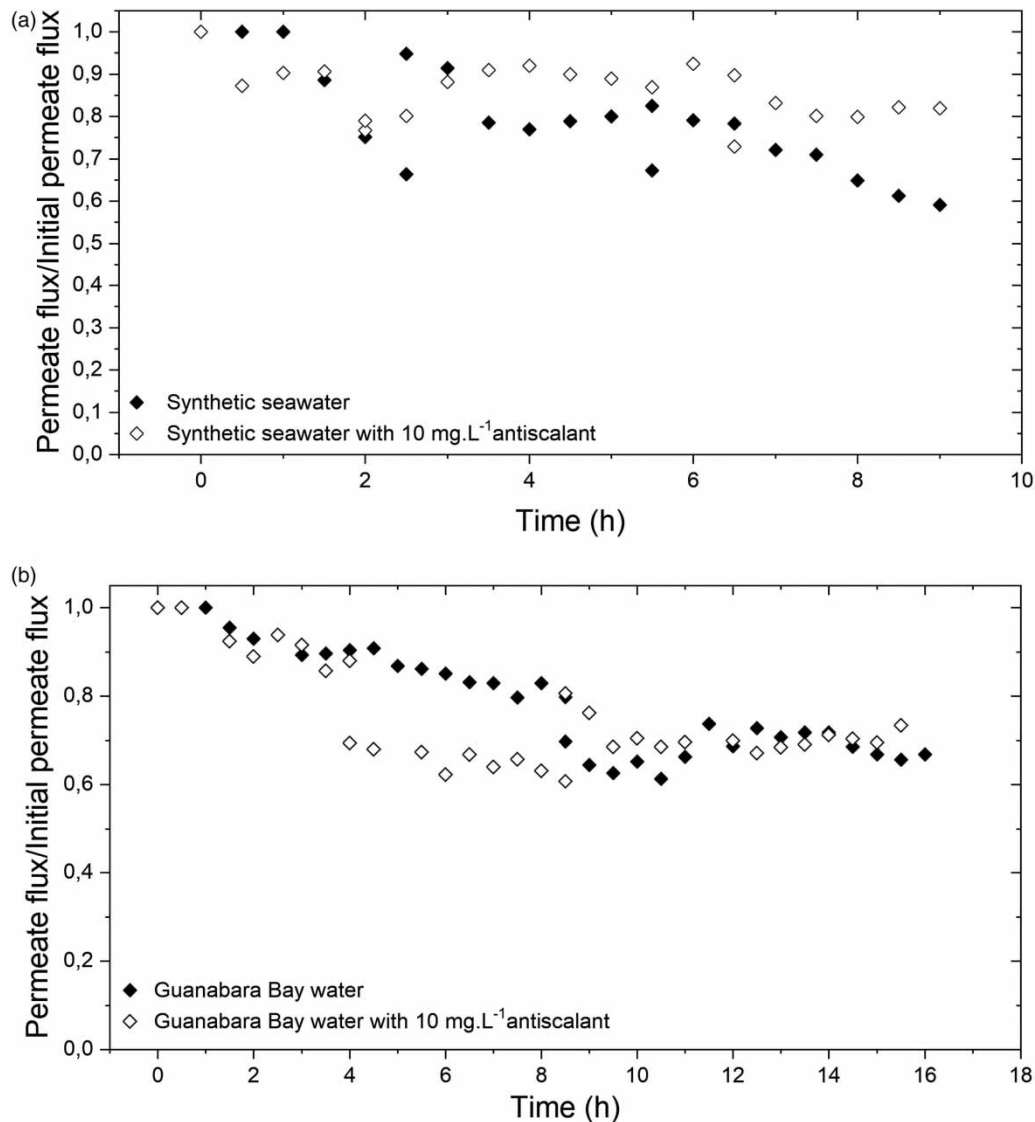 (a)
Permeate flux/Initial permeate flux
1,0
0,9
0,8
0,7
0,6
0,5
0,4
0,3
0,2
0,1
0,0
Synthetic seawater
Synthetic seawater with 10 mg.L⁻¹antiscalant
0 2 4 6 8 10
Time (h)
(b)
Permeate flux/Initial permeate flux
1,0
0,8
0,6
0,4
0,2
0,0
Guanabara Bay water
Guanabara Bay water with 10 mg.L⁻¹antiscalant
0 2 4 6 8 10 12 14 16 18
Time (h)